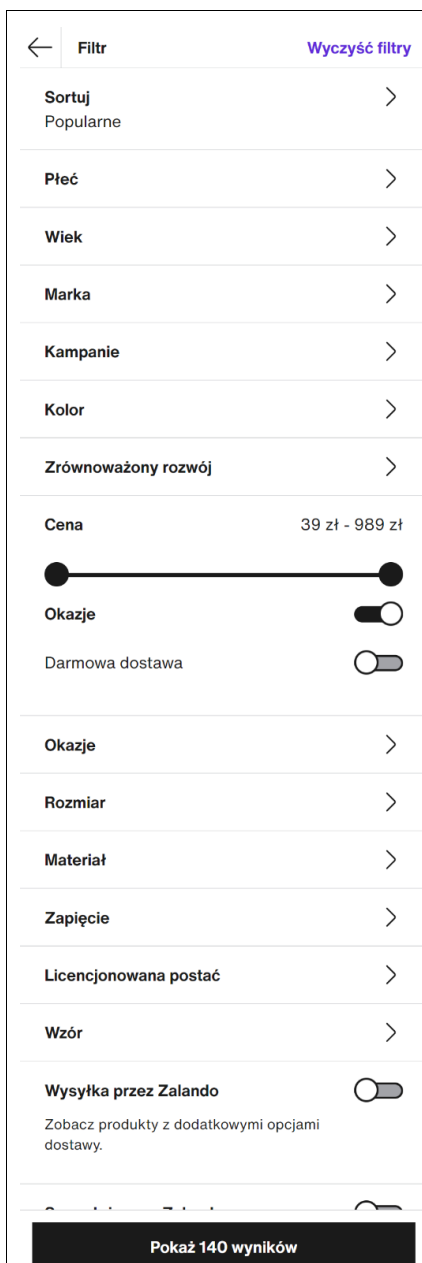 Filtr
Wyczyść filtry
Sortuj
Popularne
Płeć
Wiek
Marka
Kampanie
Kolor
Zrównoważony rozwój
Cena
39 zł - 989 zł
Okazje
Darmowa dostawa
Okazje
Rozmiar
Materiał
Zapięcie
Licencjonowana postać
Wzór
Wysyłka przez Zalando
Zobacz produkty z dodatkowymi opcjami
dostawy.
Pokaż 140 wyników